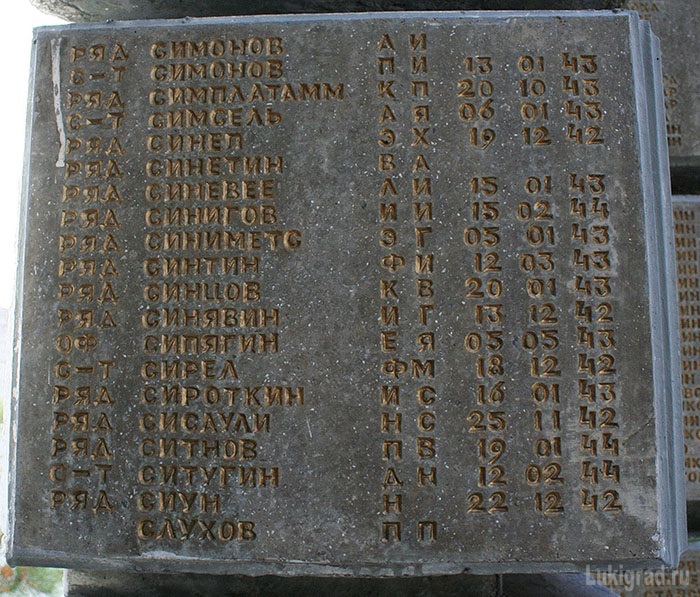 РЯД СИМОНОВ А И
С-Т СИМОНОВ П И 13 01 43
РЯД СИМПЛАТАММ К П 20 10 43
С-Т СИМСЕЛЬ А Я 06 01 43
РЯД СИНЕП Э Х 19 12 42
РЯД СИНЕТИН В А
РЯД СИНЕВЕЕ Л И 15 01 43
РЯД СИНИГОВ И И 15 02 44
РЯД СИНИМЕТС Э Г 05 01 43
РЯД СИНТИН Ф И 12 03 43
РЯД СИНЦОВ К В 20 01 43
РЯД СИНЯВИН И Г 13 12 42
ОФ СИПЯГИН Е Я 05 05 43
С-Т СИРЕЛ ФМ 18 12 42
РЯД СИРОТКИН И С 16 01 43
РЯД СИСАУЛИ Н С 25 11 42
РЯД СИТНОВ П В 19 01 44
С-Т СИТУГИН А Н 12 02 44
РЯД СИУН Н 22 12 42
СЛУХОВ П П
Lukigrad.ru